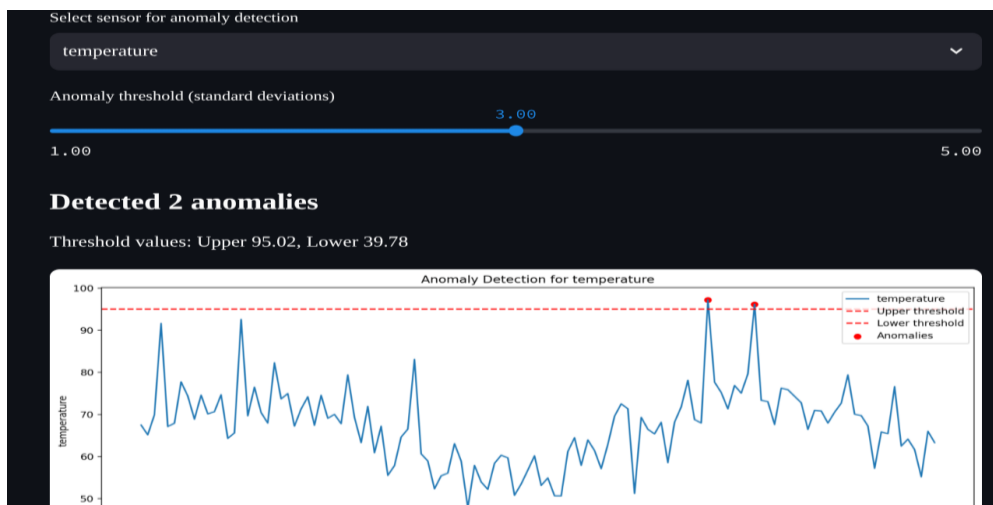 Select sensor for anomaly detection
temperature
Anomaly threshold (standard deviations)
3.00
1.00 5.00
Detected 2 anomalies
Threshold values: Upper 95.02, Lower 39.78
Anomaly Detection for temperature
100
90
80
70
60
50
temperature
temperature
Upper threshold
Lower threshold
Anomalies